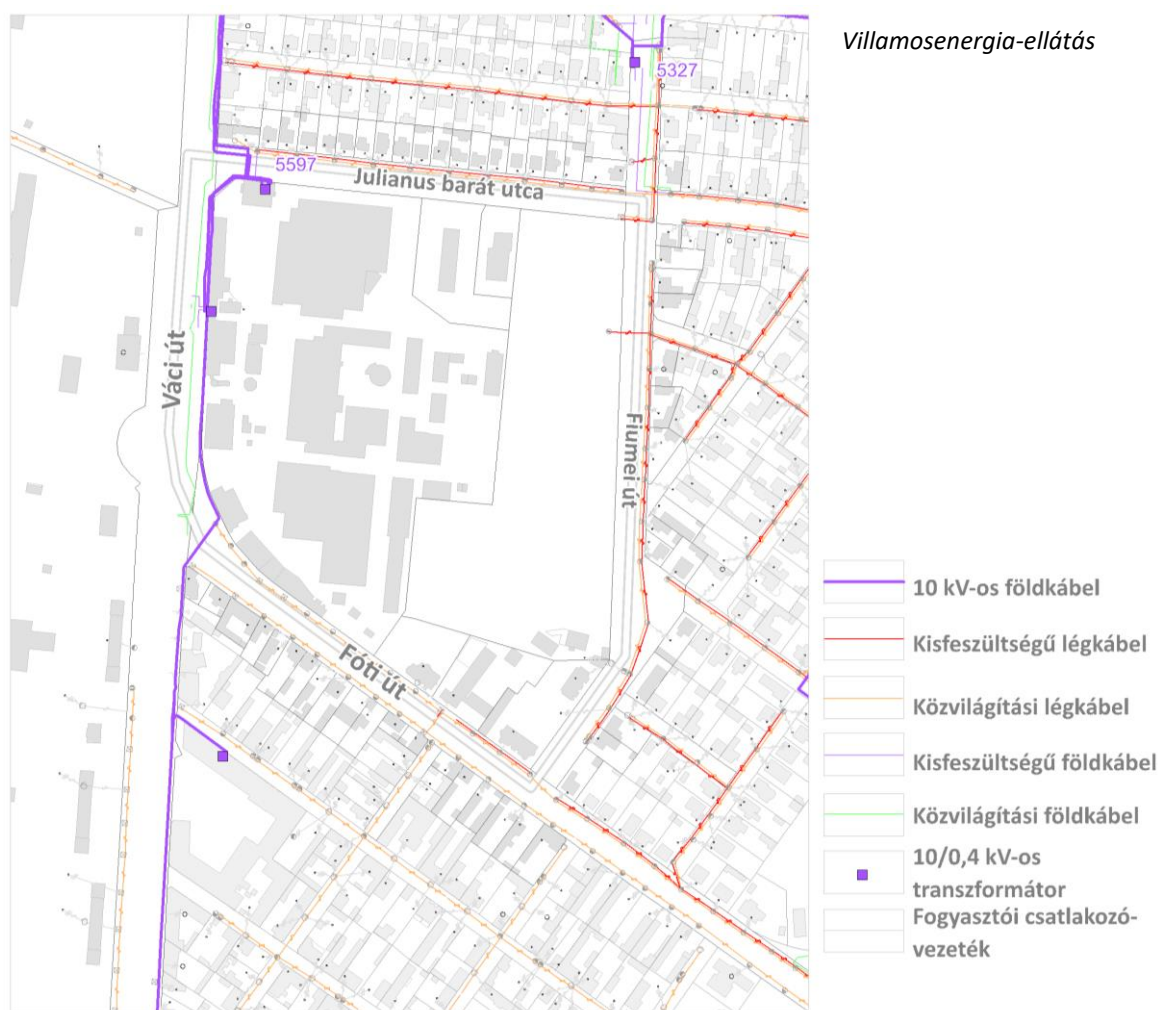 Villamosenergia-ellátás
5327
5597
Julianus barát utca
Váci út
Fiumei út
Fóti út
10 kV-os földkábel
Kisfeszültségű légkábel
Közvilágítási légkábel
Kisfeszültségű földkábel
Közvilágítási földkábel
10/0,4 kV-os
transzformátor
Fogyasztói csatlakozó-
vezeték